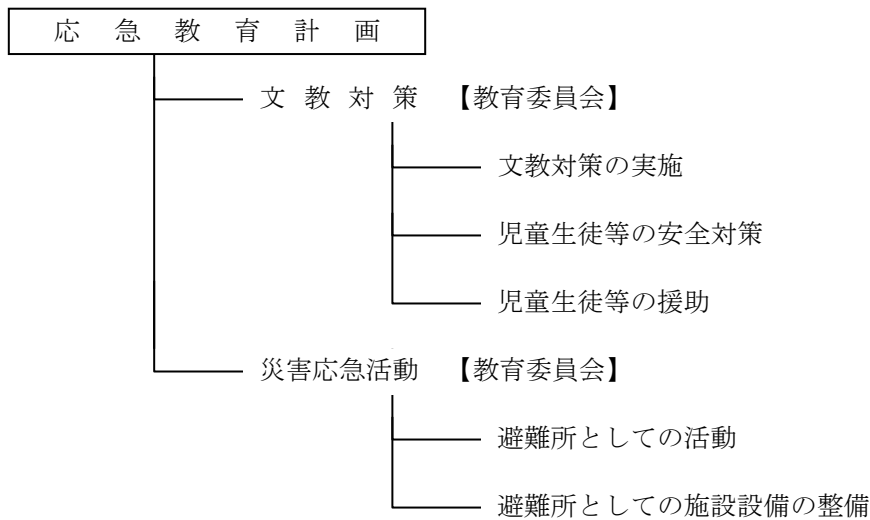 応急教育計画
文教対策 【教育委員会】
文教対策の実施
児童生徒等の安全対策
児童生徒等の援助
災害応急活動 【教育委員会】
避難所としての活動
避難所としての施設設備の整備